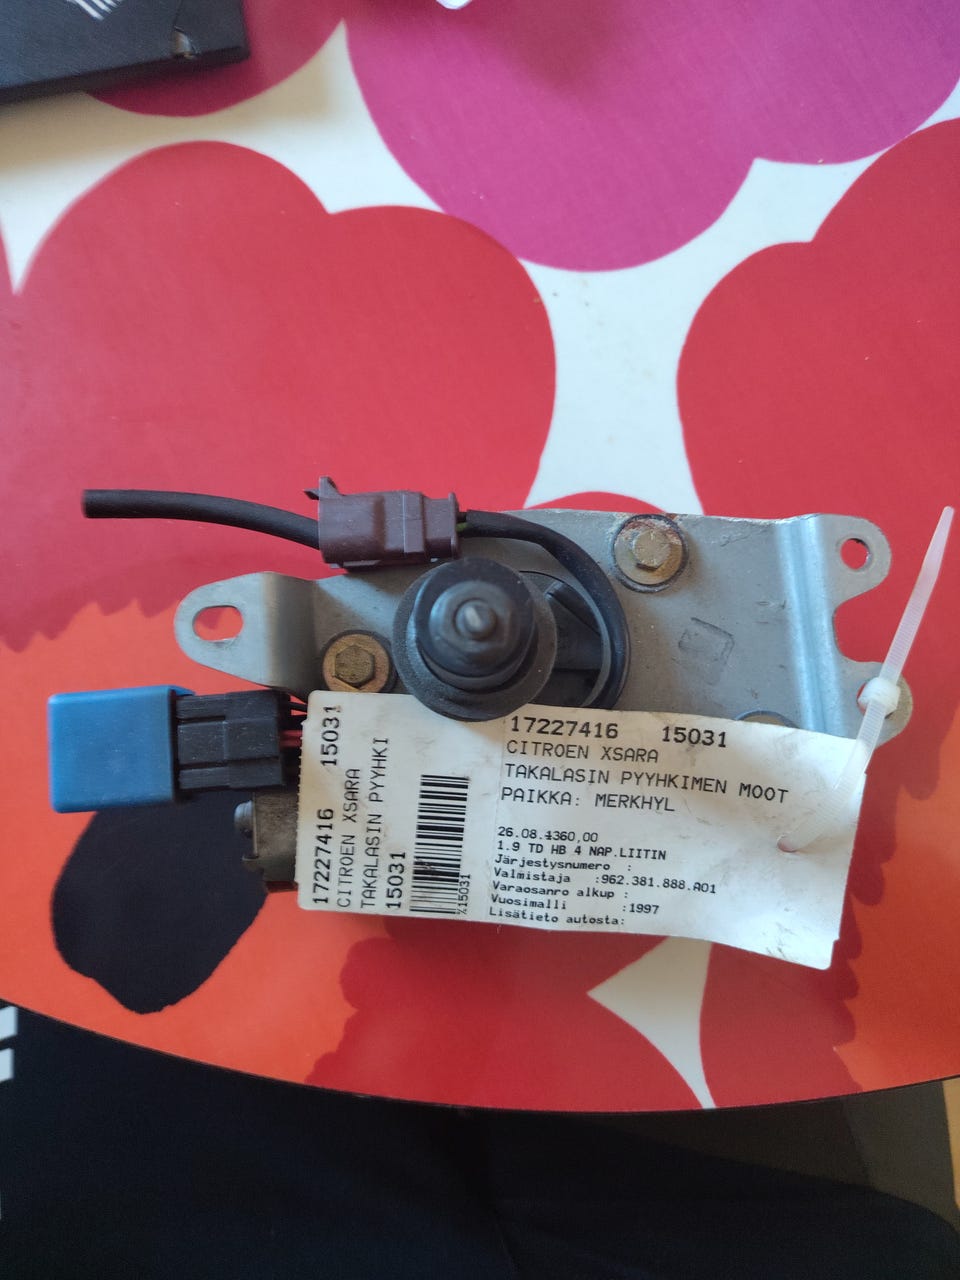 17227416 15031
CITROEN XSARA
TAKALASIN PYYHKI
15031
%15031
17227416 15031
CITROEN XSARA
TAKALASIN PYYHKIMEN MOOT
PAIKKA: MERKHYL
26.08.1360,00
1.9 TD HB 4 NAP.LIITIN
Järjestysnumero :
Valmistaja :962.381.888.A01
Varaosanro alkup :
Vuosimalli :1997
Lisätieto autosta: